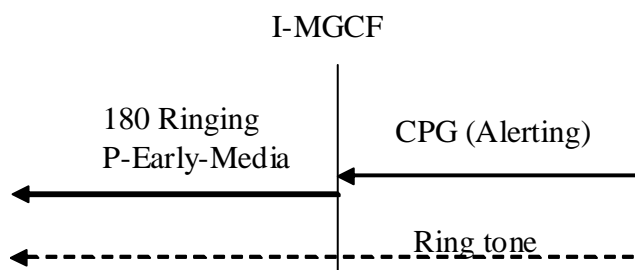 I-MGCF
180 Ringing
P-Early-Media
CPG (Alerting)
Ring tone